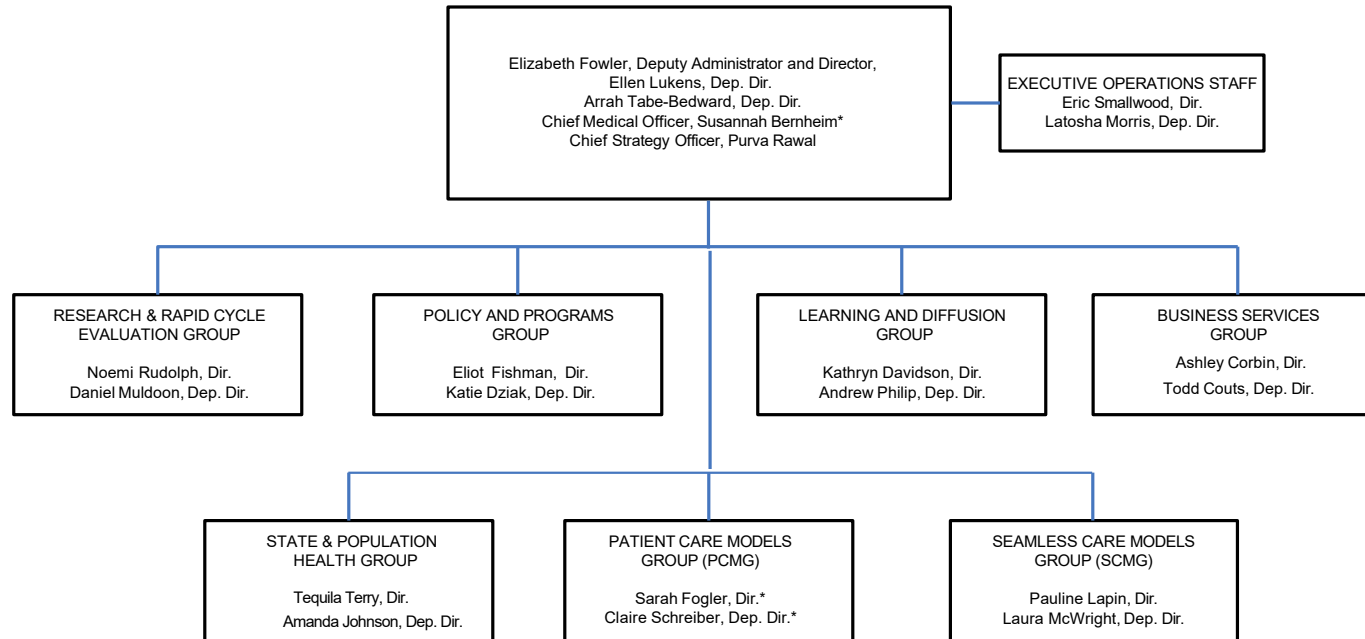 Elizabeth Fowler, Deputy Administrator and Director,
Ellen Lukens, Dep. Dir.
Arrah Tabe-Bedward, Dep. Dir.
Chief Medical Officer, Susannah Bernheim*
Chief Strategy Officer, Purva Rawal
EXECUTIVE OPERATIONS STAFF
Eric Smallwood, Dir.
Latosha Morris, Dep. Dir.
RESEARCH & RAPID CYCLE
EVALUATION GROUP
Noemi Rudolph, Dir.
Daniel Muldoon, Dep. Dir.
POLICY AND PROGRAMS
GROUP
Eliot Fishman, Dir.
Katie Dziak, Dep. Dir.
LEARNING AND DIFFUSION
GROUP
Kathryn Davidson, Dir.
Andrew Philip, Dep. Dir.
BUSINESS SERVICES
GROUP
Ashley Corbin, Dir.
Todd Couts, Dep. Dir.
STATE & POPULATION
HEALTH GROUP
Tequila Terry, Dir.
Amanda Johnson, Dep. Dir.
PATIENT CARE MODELS
GROUP (PCMG)
Sarah Fogler, Dir.*
Claire Schreiber, Dep. Dir.*
SEAMLESS CARE MODELS
GROUP (SCMG)
Pauline Lapin, Dir.
Laura McWright, Dep. Dir.